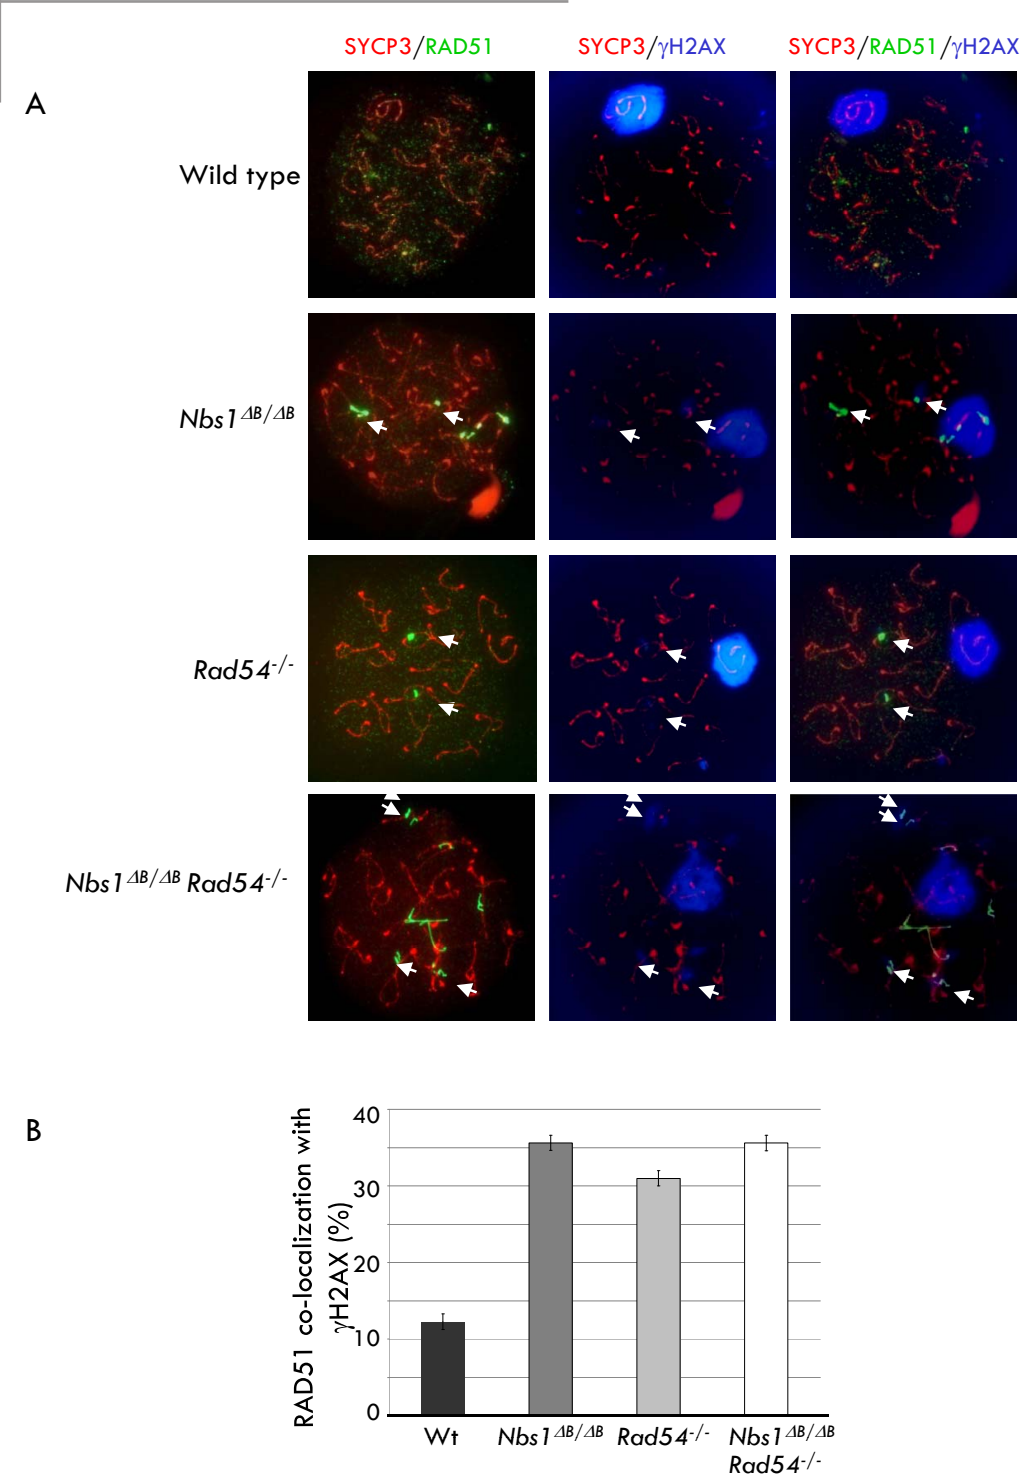 SYCP3/RAD51 SYCP3/γH2AX SYCP3/RAD51/γH2AX
A
Wild type
Nbs1ΔB/ΔB
Rad54-/-
Nbs1ΔB/ΔB Rad54-/-
B
RAD51 co-localization with
γH2AX (%)
40
30
20
10
0
Wt Nbs1ΔB/ΔB Rad54-/- Nbs1ΔB/ΔB
Rad54-/-